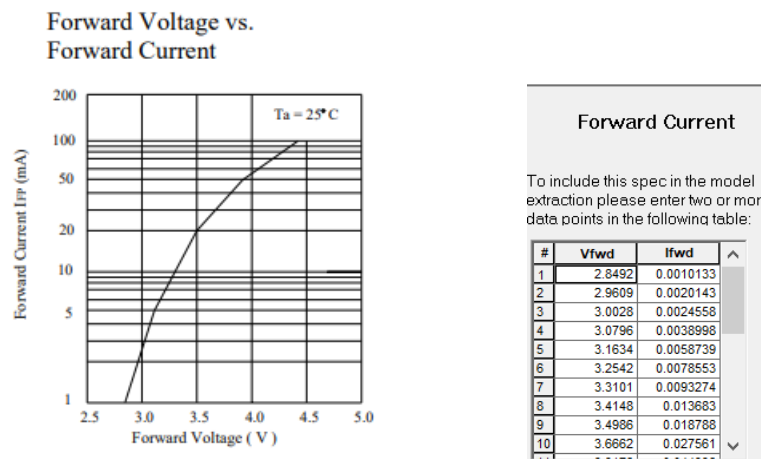 Forward Voltage vs.
Forward Current
200
Ta = 25°C
100
50
20
10
5
1
Forward Current IFP (mA)
2.5 3.0 3.5 4.0 4.5 5.0
Forward Voltage ( V )
Forward Current
To include this spec in the model
extraction please enter two or mor
data points in the following table:
# Vfwd Ifwd
1 2.8492 0.0010133
2 2.9609 0.0020143
3 3.0028 0.0024558
4 3.0796 0.0038998
5 3.1634 0.0058739
6 3.2542 0.0078553
7 3.3101 0.0093274
8 3.4148 0.013683
9 3.4986 0.018788
10 3.6662 0.027561